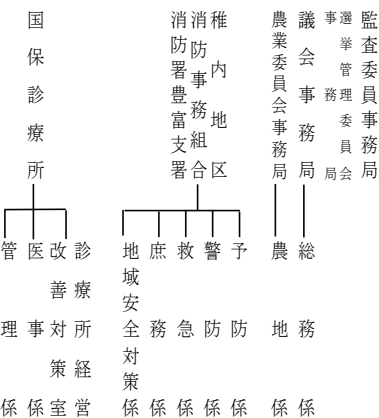 監査委員事務局
選挙管理委員会
事務局
議会事務局
農業委員会事務局
稚内地区
消防事務組合
消防署豊富支署
国保診療所
総務係
農地係
予防係
警防係
救急係
庶務係
地域安全対策係
診療所経営
改善対策室
医事係
管理係